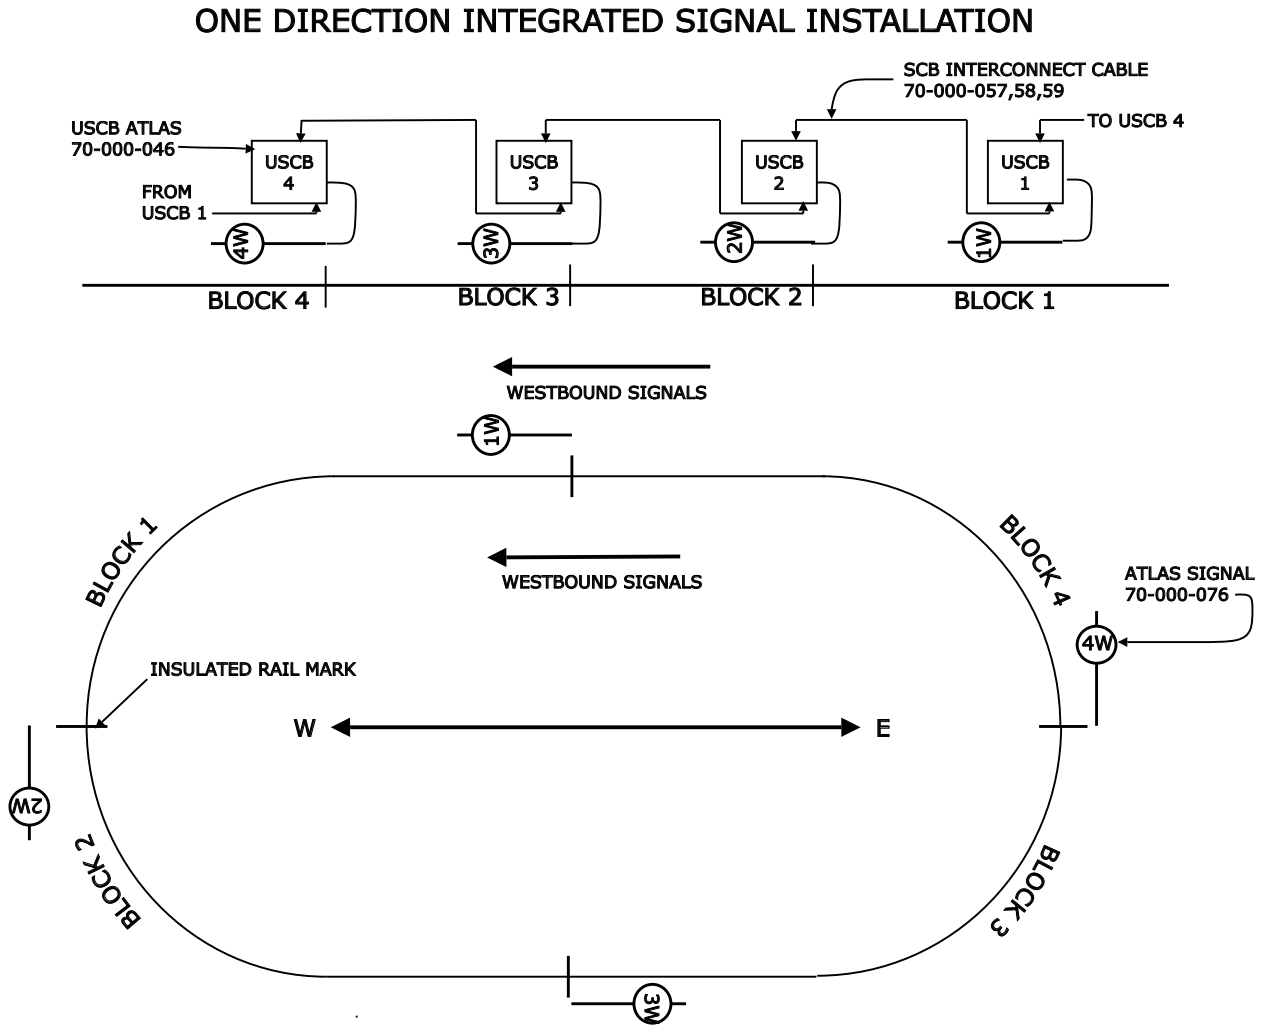 ONE DIRECTION INTEGRATED SIGNAL INSTALLATION
SCB INTERCONNECT CABLE
70-000-057,58,59
USCB ATLAS
70-000-046
TO USCB 4
USCB
4
USCB
3
USCB
2
USCB
1
FROM
USCB 1
4W
3W
2W
1W
BLOCK 4
BLOCK 3
BLOCK 2
BLOCK 1
WESTBOUND SIGNALS
1W
BLOCK 1
BLOCK 4
WESTBOUND SIGNALS
ATLAS SIGNAL
70-000-076
4W
INSULATED RAIL MARK
W
E
2W
BLOCK 2
BLOCK 3
3W